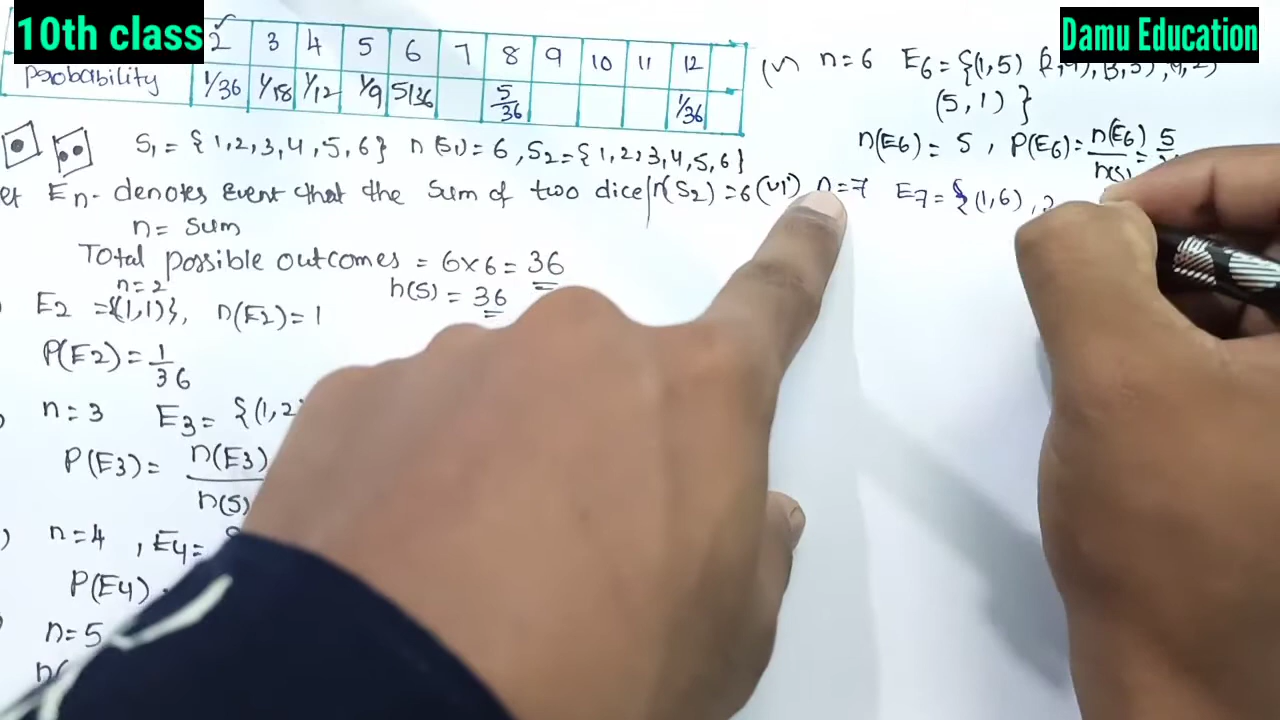 10th class
Damu Education
2 3 4 5 6 7 8 9 10 11 12
Probability 1/36 1/18 1/12 1/9 5/36 5/36 1/36
S1 = {1,2,3,4,5,6} n(S1) = 6, S2 = {1,2,3,4,5,6}
En- denotes Event that the Sum of two dice n(S2) = 6
n = Sum
Total possible outcomes = 6x6 = 36
n(S) = 36
n = 2
E2 = {(1,1)}, n(E2) = 1
P(E2) = 1/36
n = 3 E3 = {(1,2)
P(E3) = n(E3)/n(S)
n = 4, E4 =
P(E4)
n = 5
(V) n = 6 E6 = {(1,5)
(5,1)}
n(E6) = 5, P(E6) = n(E6)/n(S) = 5
(VI) n = 7 E7 = {(1,6),